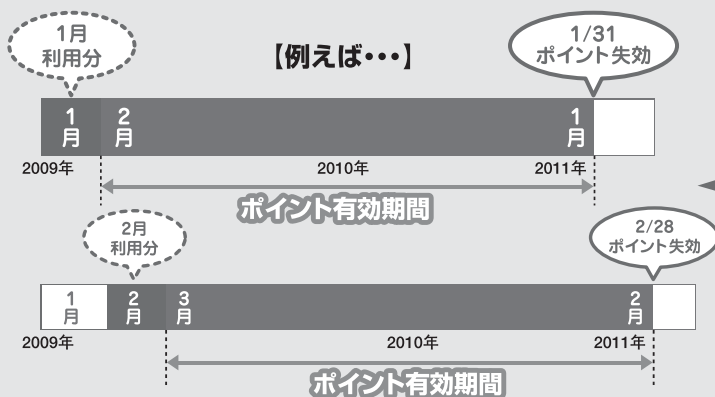 【例えば・・・】
1月
利用分
1/31
ポイント失効
1月
2月
1月
2009年
2010年
2011年
ポイント有効期間
2月
利用分
2/28
ポイント失効
1月
2月
3月
2月
2009年
2010年
2011年
ポイント有効期間